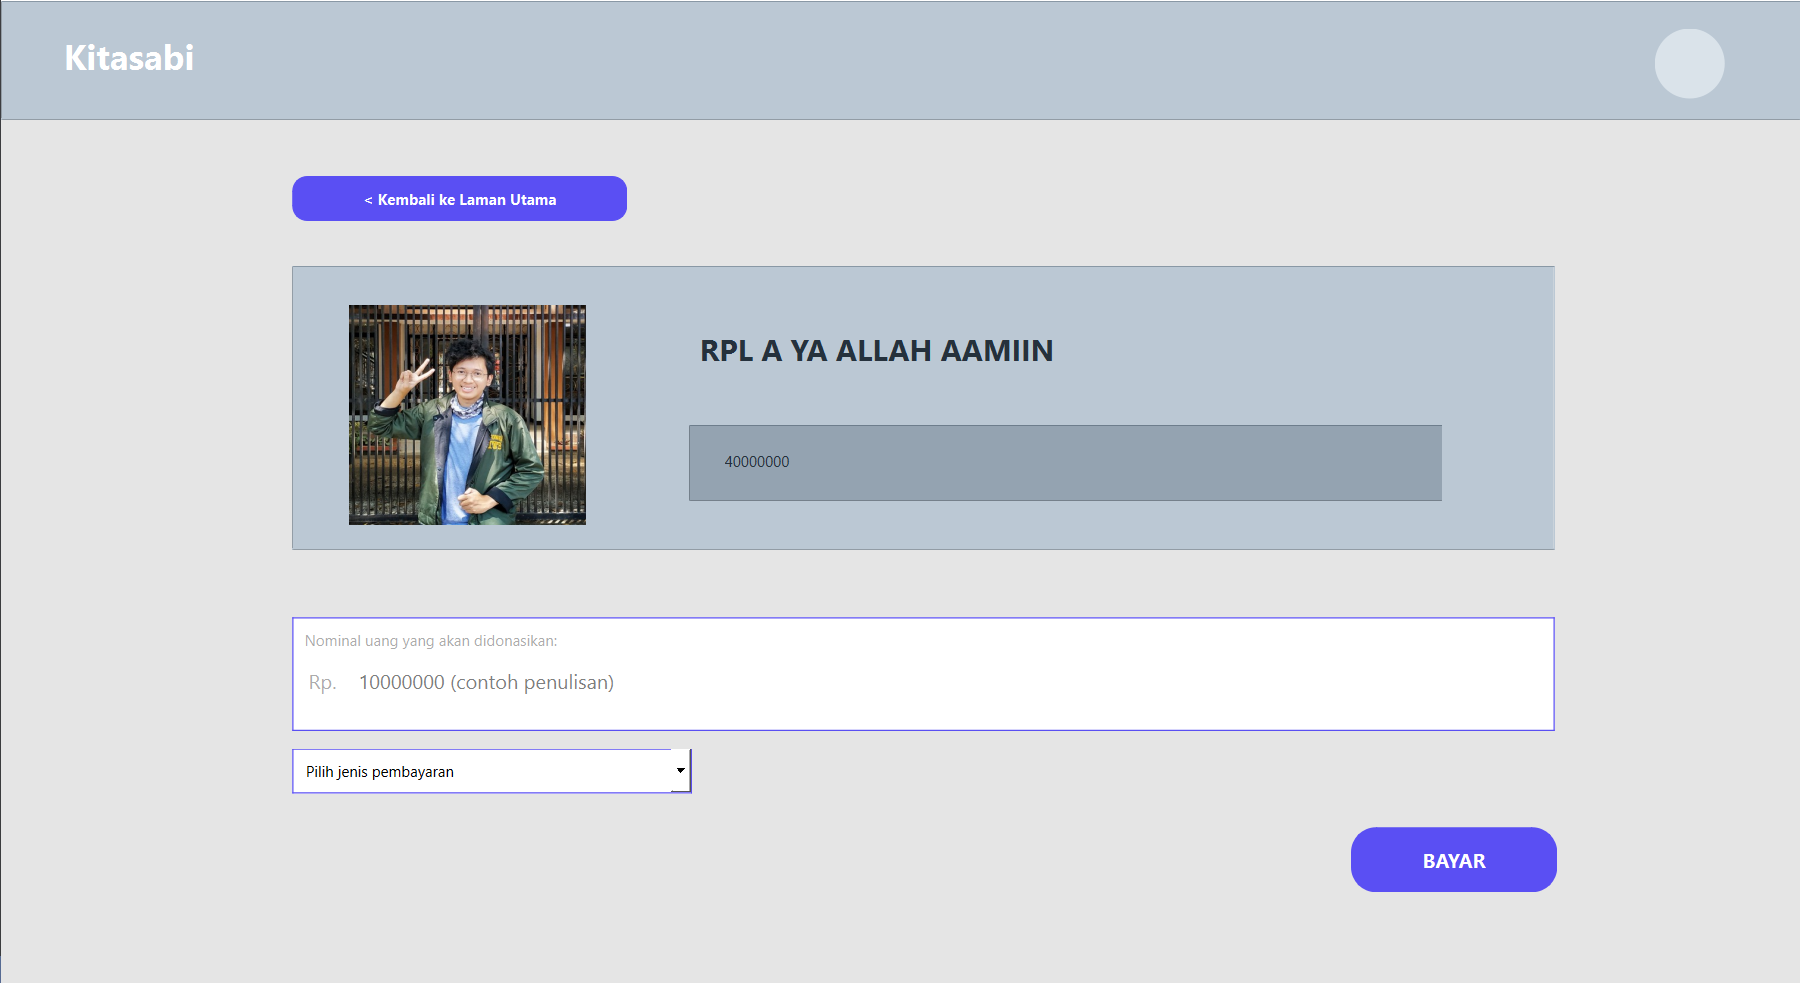 Kitasabi
< Kembali ke Laman Utama
RPL A YA ALLAH AAMIIN
40000000
Nominal uang yang akan didonasikan:
Rp. 10000000 (contoh penulisan)
Pilih jenis pembayaran
BAYAR